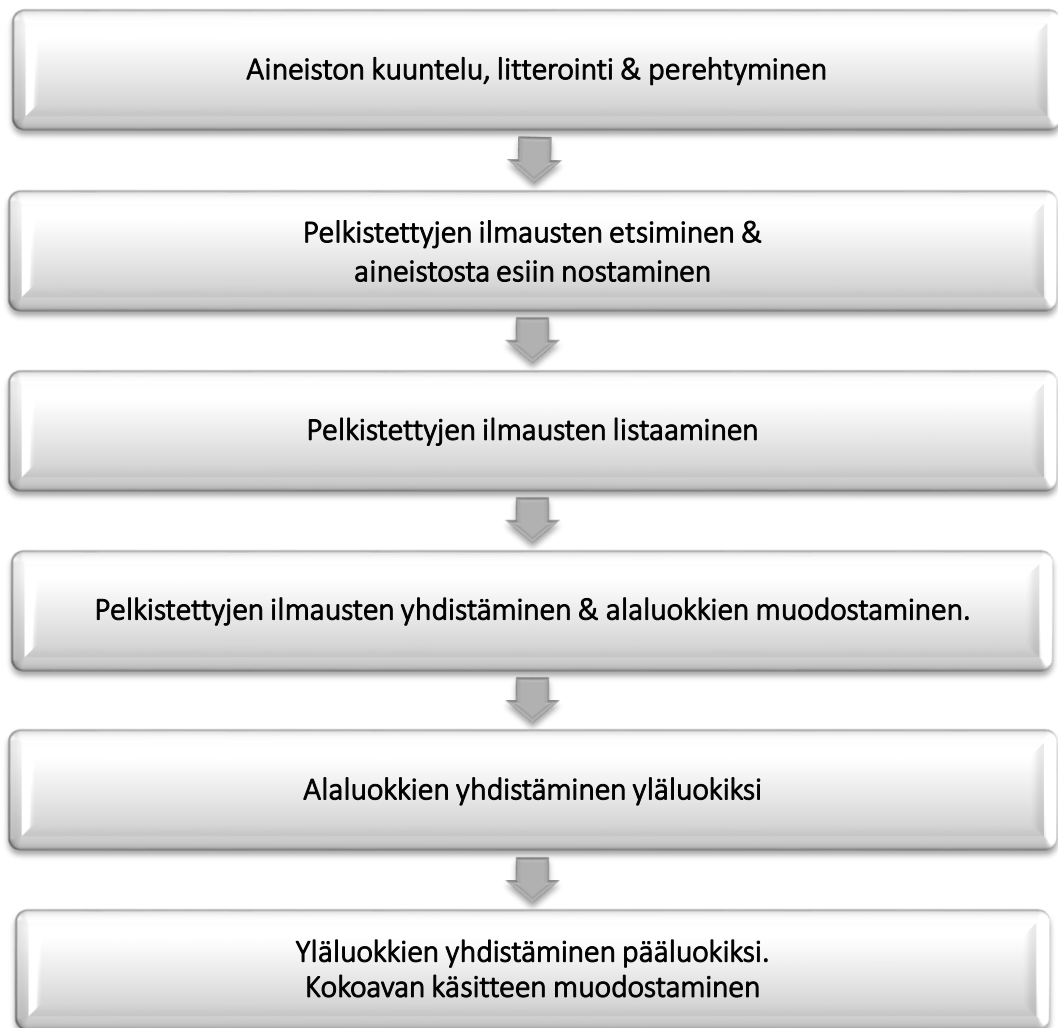 Aineiston kuuntelu, litterointi & perehtyminen
Pelkistettyjen ilmausten etsiminen &
aineistosta esiin nostaminen
Pelkistettyjen ilmausten listaaminen
Pelkistettyjen ilmausten yhdistäminen & alaluokkien muodostaminen.
Alaluokkien yhdistäminen yläluokiksi
Yläluokkien yhdistäminen pääluokiksi.
Kokoavan käsitteen muodostaminen